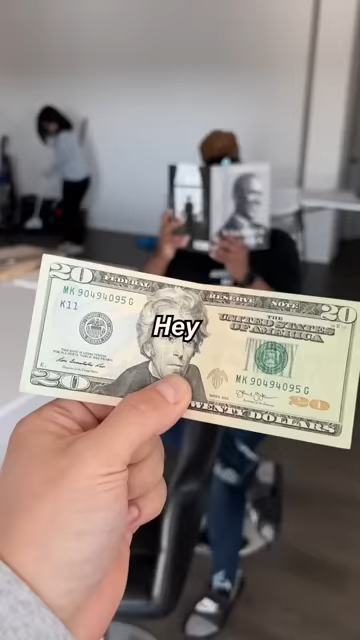 20 FEDERAL RESERVE NOTE 20
THE
UNITED STATES
OF AMERICA
MK 90494095 G
K11
Hey
MK 90494095 G
20
20
TWENTY DOLLARS